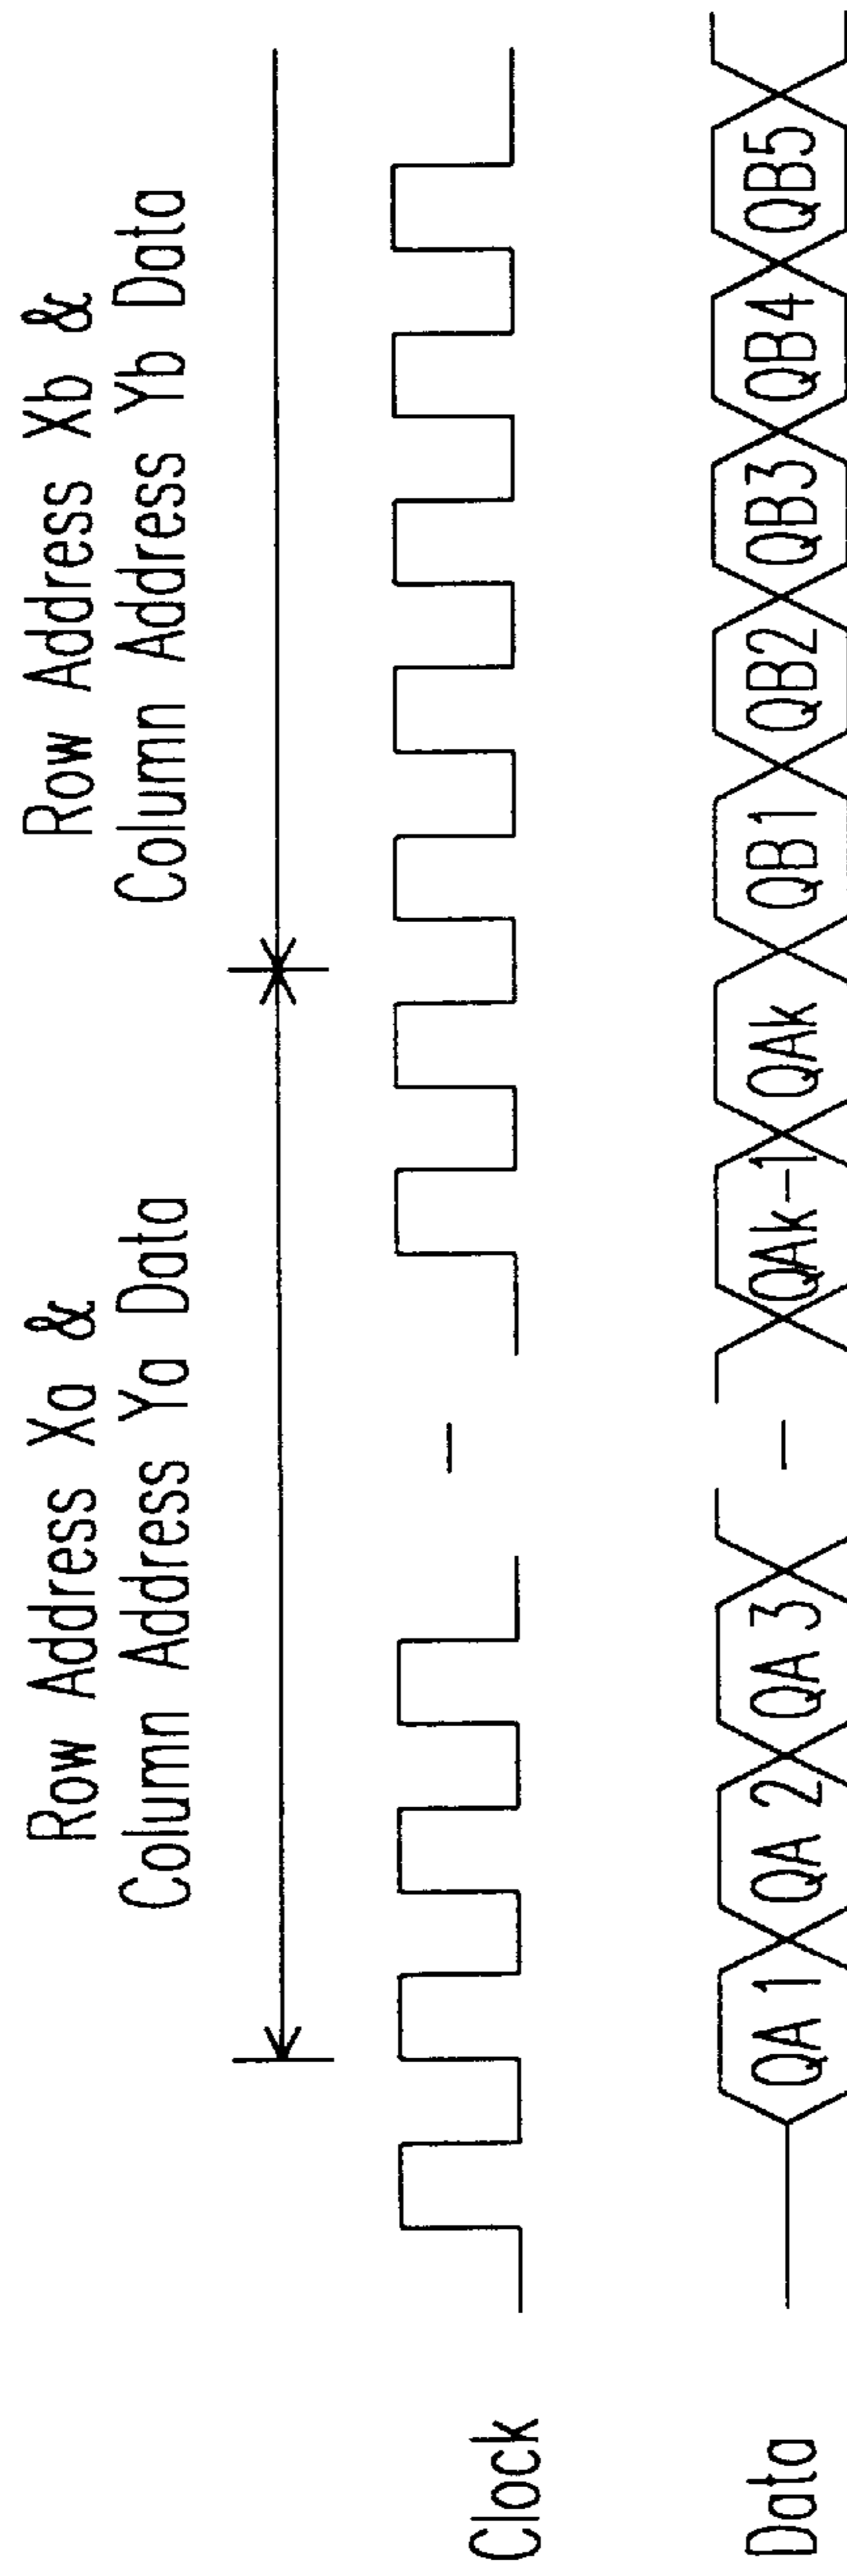 Row Address Xa &
Column Address Ya Data
Row Address Xb &
Column Address Yb Data
Clock
Data
QA 1
QA 2
QA 3
QAk-1
QAk
QB1
QB2
QB3
QB4
QB5